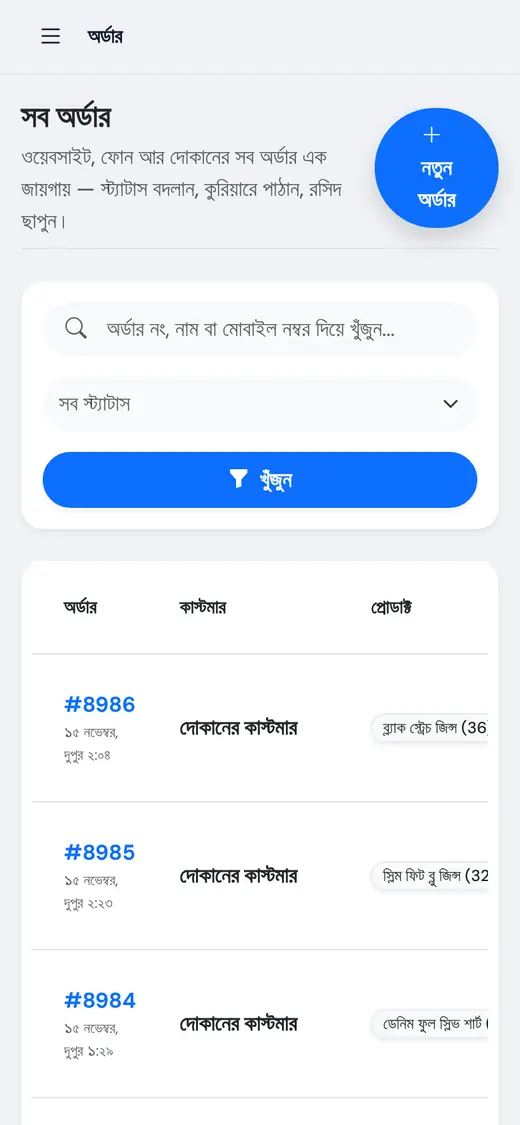 অর্ডার
সব অর্ডার
ওয়েবসাইট, ফোন আর দোকানের সব অর্ডার এক
জায়গায় — স্ট্যাটাস বদলান, কুরিয়ারে পাঠান, রসিদ
ছাপুন।
নতুন
অর্ডার
অর্ডার নং, নাম বা মোবাইল নম্বর দিয়ে খুঁজুন...
সব স্ট্যাটাস
খুঁজুন
অর্ডার কাস্টমার প্রোডাক্ট
#8986
১৫ নভেম্বর,
দুপুর ২:০৪
দোকানের কাস্টমার
ব্ল্যাক স্ট্রেচ জিন্স (36)
#8985
১৫ নভেম্বর,
দুপুর ২:২৩
দোকানের কাস্টমার
স্লিম ফিট ব্লু জিন্স (32
#8984
১৫ নভেম্বর,
দুপুর ১:২৯
দোকানের কাস্টমার
ডেনিম ফুল স্লিভ শার্ট (